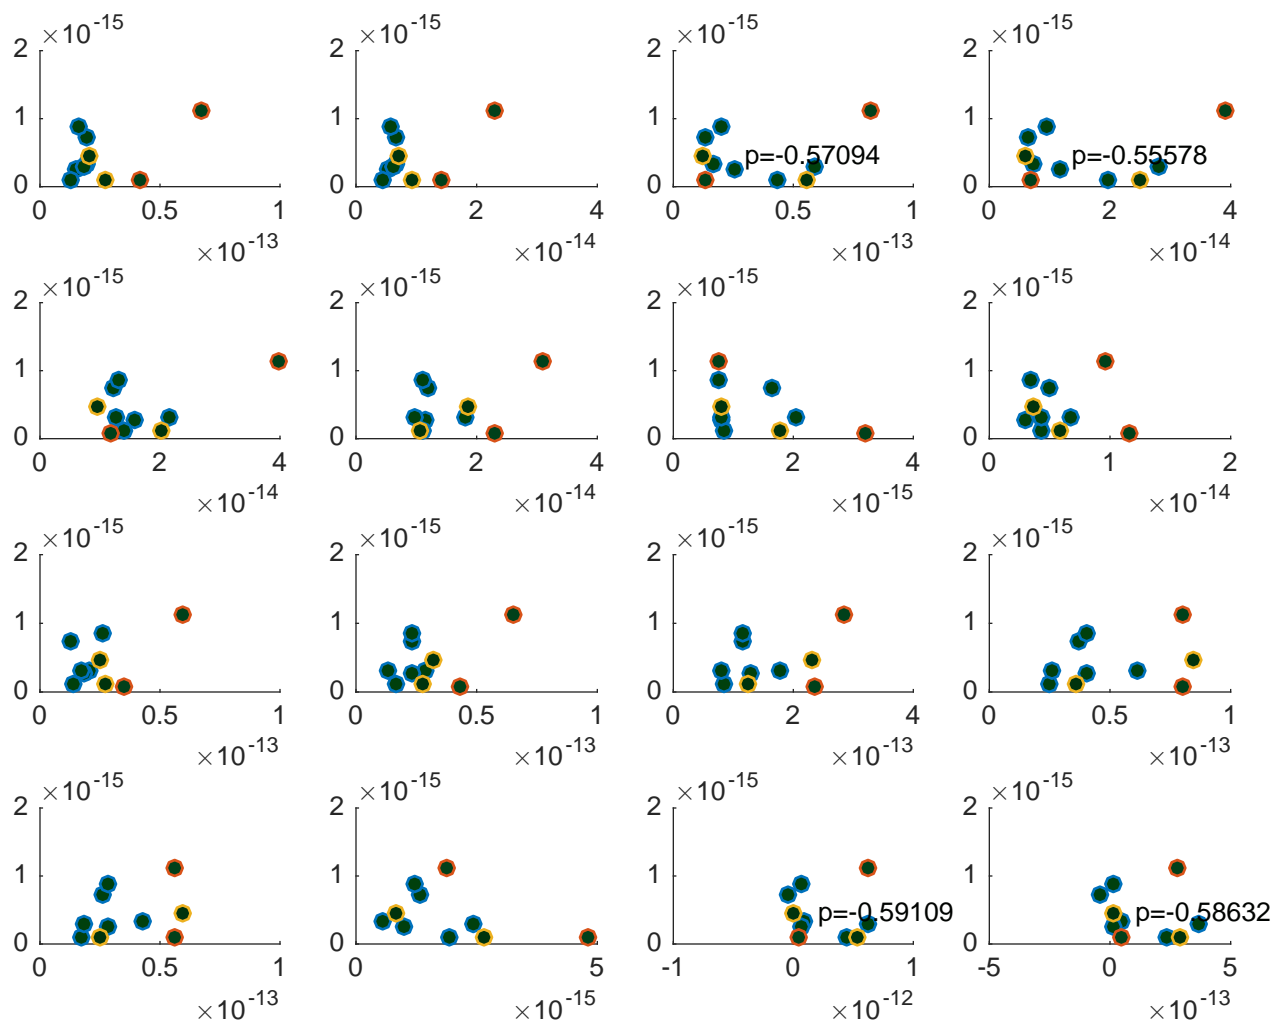 2 ×10-15 2 ×10-15 2 ×10-15 2 ×10-15
1 1 1 1
p=-0.57094 p=-0.55578
0 0 0 0
0 0.5 1 0 2 4 0 0.5 1 0 2 4
×10-13 ×10-14 ×10-13 ×10-14
2 ×10-15 2 ×10-15 2 ×10-15 2 ×10-15
1 1 1 1
0 0 0 0
0 2 4 0 2 4 0 2 4 0 1 2
×10-14 ×10-14 ×10-15 ×10-14
2 ×10-15 2 ×10-15 2 ×10-15 2 ×10-15
1 1 1 1
0 0 0 0
0 0.5 1 0 0.5 1 0 2 4 0 0.5 1
×10-13 ×10-13 ×10-13 ×10-13
2 ×10-15 2 ×10-15 2 ×10-15 2 ×10-15
1 1 1 1
p=-0.59109 p=-0.58632
0 0 0 0
0 0.5 1 0 5 -1 0 1 -5 0 5
×10-13 ×10-15 ×10-12 ×10-13